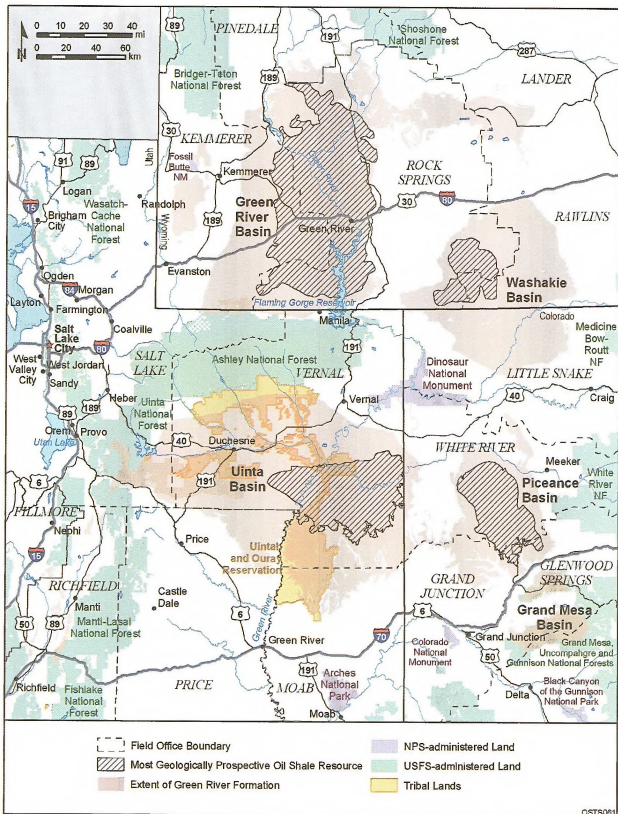 0 10 20 30 40
mi
0 20 40 60
km
N
89
PINEDALE
191
Shoshone
National Forest
287
Bridger-Teton
National Forest
189
LANDER
30
KEMMERER
Fossil
Butte
NM
Kemmerer
Green River
ROCK
SPRINGS
80
30
RAWLINS
91
89
Utah
Logan
Wasatch-
Cache
National
Forest
Randolph
Wyoming
189
Green
River
Basin
Green River
15
Brigham
City
Evanston
Washakie
Basin
Ogden
84
Morgan
Layton
Farmington
Flaming Gorge Reservoir
Coalville
Manila
Colorado
Salt
Lake
City
80
SALT
LAKE
Ashley National Forest
VERNAL
191
Dinosaur
National
Monument
Medicine
Bow-
Routt
NF
West
Valley
City
West Jordan
Sandy
LITTLE SNAKE
Heber
Uinta
National
Forest
Vernal
40
Craig
89
189
Orem
Provo
Utah Lake
40
Duchesne
WHITE RIVER
6
191
Uinta
Basin
Meeker
Piceance
Basin
White
River
NF
FILLMORE
Nephi
15
Price
Uintah
and Ouray
Reservation
GRAND
JUNCTION
GLENWOOD
SPRINGS
RICHFIELD
Manti
Castle
Dale
6
Green River
6
Grand Mesa
Basin
50
89
Manti-Lasal
National Forest
Green River
70
Colorado
National
Monument
Grand Junction
50
Grand Mesa,
Uncompahgre and
Gunnison National Forests
Richfield
Fishlake
National
Forest
PRICE
191
MOAB
Arches
National
Park
Moab
Delta
Black Canyon
of the Gunnison
National Park
Field Office Boundary
NPS-administered Land
Most Geologically Prospective Oil Shale Resource
USFS-administered Land
Extent of Green River Formation
Tribal Lands
OSTS061